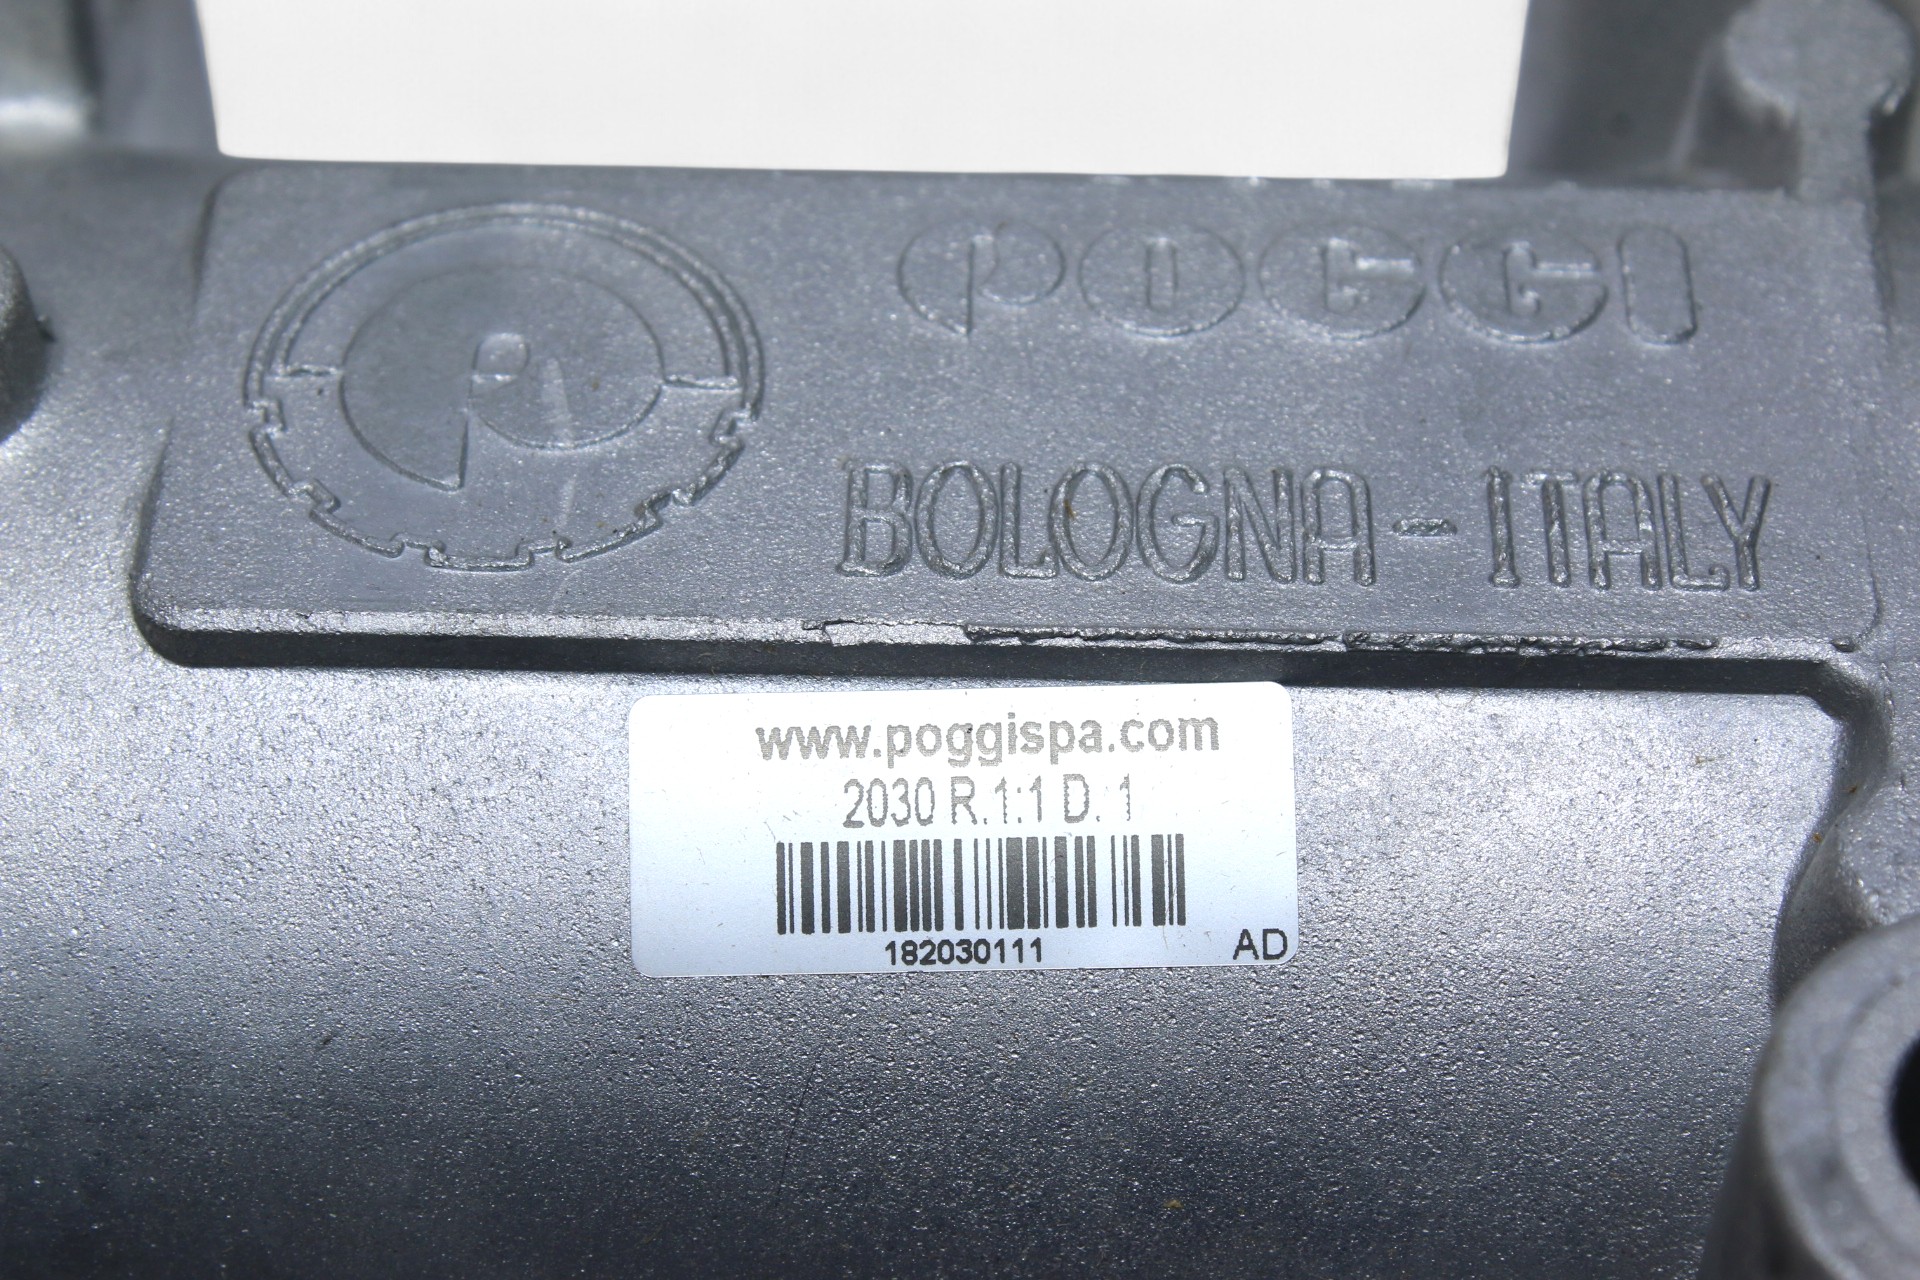 POGGI
BOLOGNA-ITALY
www.poggispa.com
2030 R.1:1 D. 1
182030111 AD